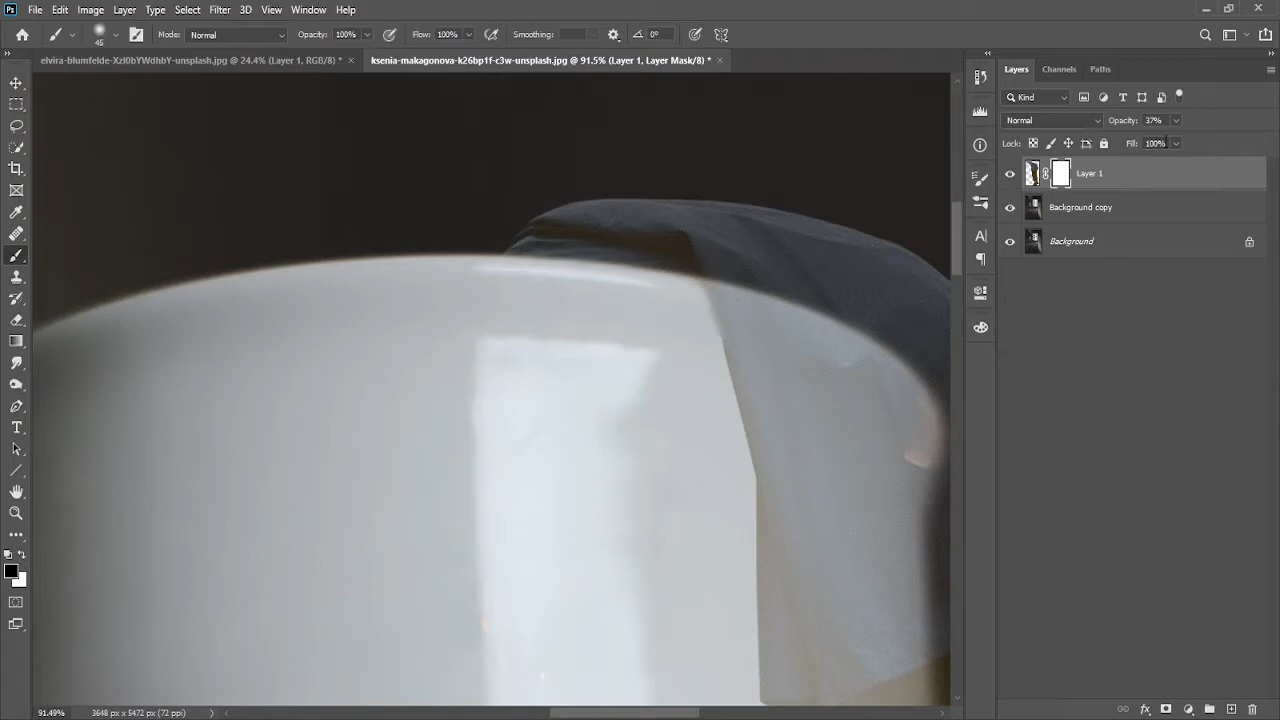 Ps File Edit Image Layer Type Select Filter 3D View Window Help
45 Mode: Normal Opacity: 100% Flow: 100% Smoothing: 0°
elvira-blumfelde-XzI0bYWdhbY-unsplash.jpg @ 24.4% (Layer 1, RGB/8) * × ksenia-makagonova-k26bp1f-c3w-unsplash.jpg @ 91.5% (Layer 1, Layer Mask/8) * ×
Layers Channels Paths
Kind
Normal Opacity: 37%
Lock: Fill: 100%
Layer 1
Background copy
Background
91.49% 3648 px x 5472 px (72 ppi)